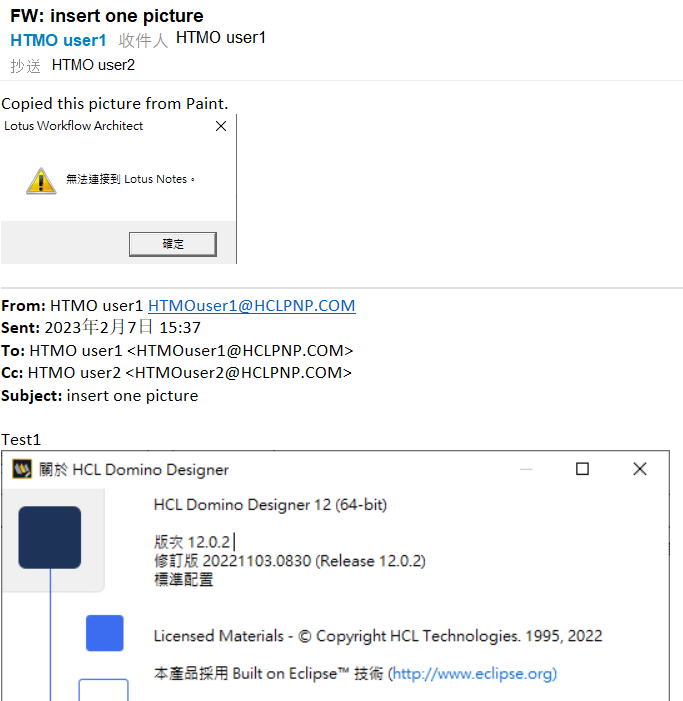 FW: insert one picture
HTMO user1 收件人 HTMO user1
抄送 HTMO user2
Copied this picture from Paint.
Lotus Workflow Architect
無法連接到 Lotus Notes。
確定
From: HTMO user1 HTMOuser1@HCLPNP.COM
Sent: 2023年2月7日 15:37
To: HTMO user1 <HTMOuser1@HCLPNP.COM>
Cc: HTMO user2 <HTMOuser2@HCLPNP.COM>
Subject: insert one picture
Test1
關於 HCL Domino Designer
HCL Domino Designer 12 (64-bit)
版次 12.0.2
修訂版 20221103.0830 (Release 12.0.2)
標準配置
Licensed Materials - © Copyright HCL Technologies. 1995, 2022
本產品採用 Built on Eclipse™ 技術 (http://www.eclipse.org)